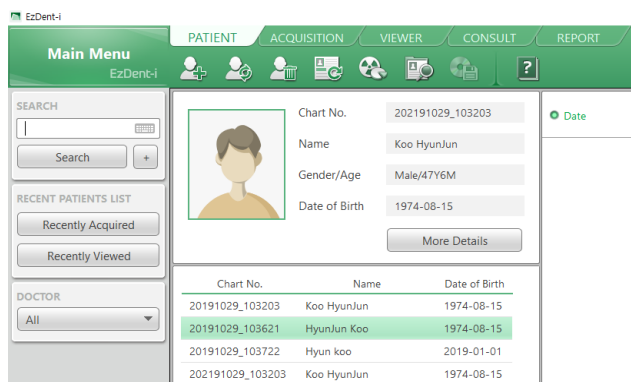 EzDent-i
Main Menu
EzDent-i
PATIENT
ACQUISITION
VIEWER
CONSULT
REPORT
?
SEARCH
Search
+
RECENT PATIENTS LIST
Recently Acquired
Recently Viewed
DOCTOR
All
Chart No. 202191029_103203
Name Koo HyunJun
Gender/Age Male/47Y6M
Date of Birth 1974-08-15
More Details
Date
Chart No. Name Date of Birth
20191029_103203 Koo HyunJun 1974-08-15
20191029_103621 HyunJun Koo 1974-08-15
20191029_103722 Hyun koo 2019-01-01
202191029_103203 Koo HyunJun 1974-08-15